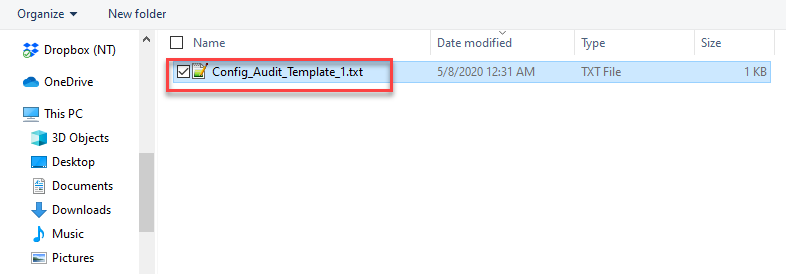 Organize New folder
Name Date modified Type Size
Config_Audit_Template_1.txt 5/8/2020 12:31 AM TXT File 1 KB
Dropbox (NT)
OneDrive
This PC
3D Objects
Desktop
Documents
Downloads
Music
Pictures